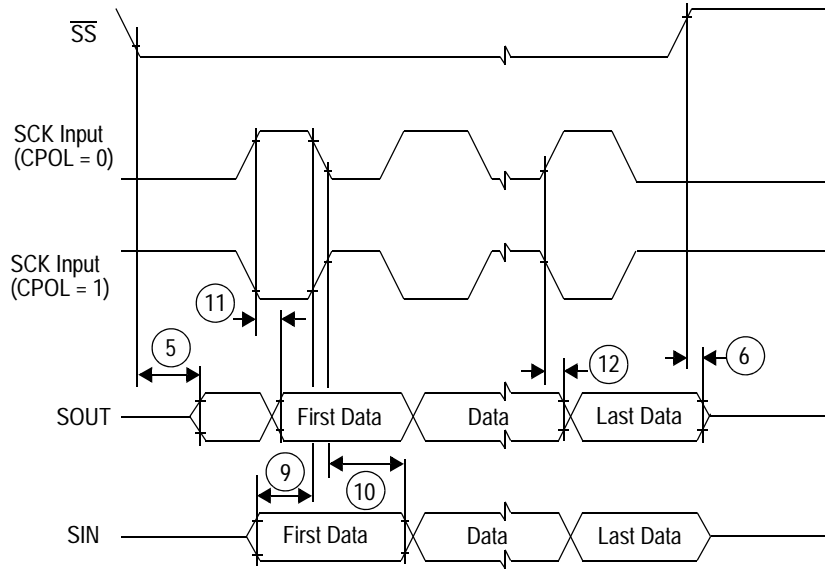 SS
SCK Input
(CPOL = 0)
SCK Input
(CPOL = 1)
11
5
12
6
SOUT
First Data
Data
Last Data
9
10
SIN
First Data
Data
Last Data